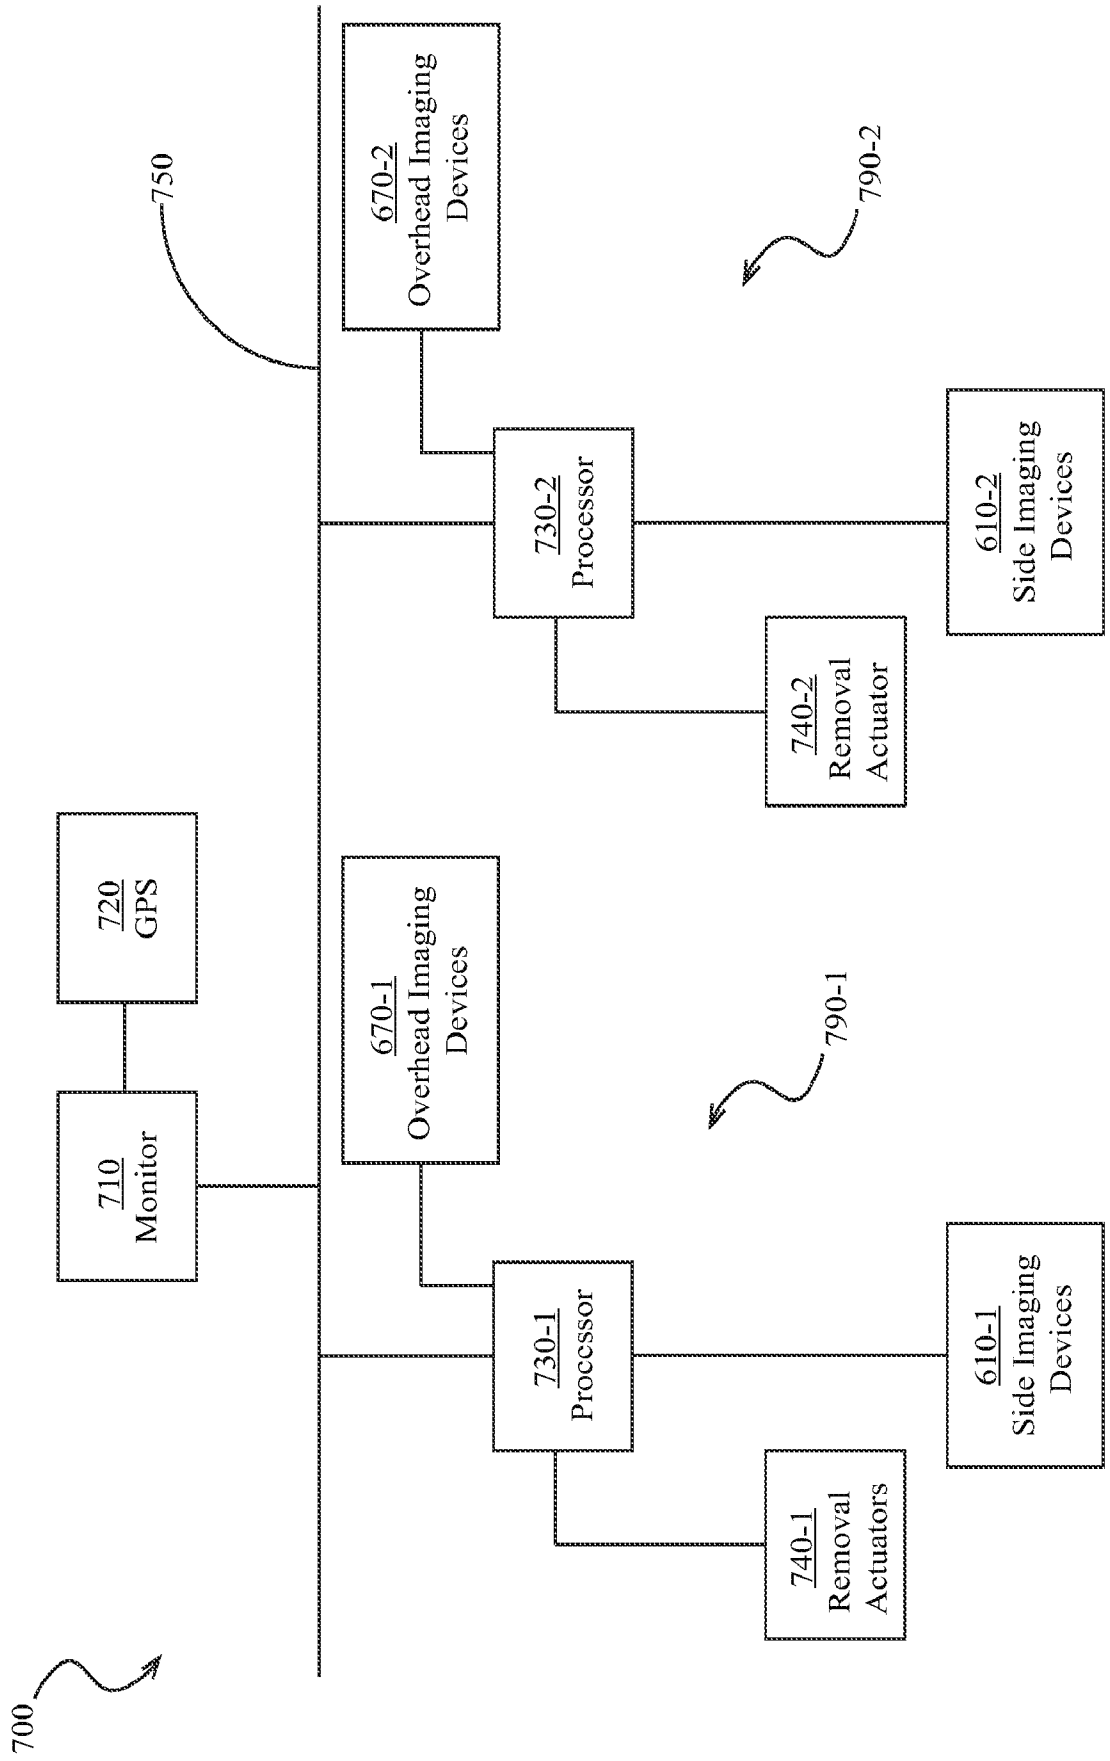 700
710
Monitor
720
GPS
750
670-1
Overhead Imaging
Devices
730-1
Processor
740-1
Removal
Actuators
610-1
Side Imaging
Devices
790-1
670-2
Overhead Imaging
Devices
730-2
Processor
740-2
Removal
Actuator
610-2
Side Imaging
Devices
790-2